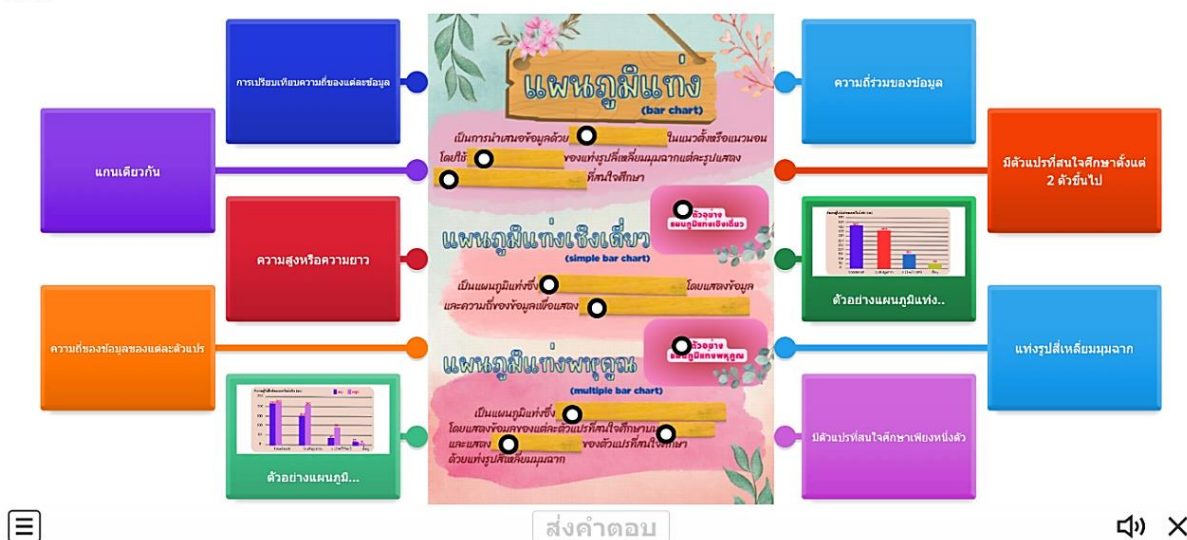 การเปรียบเทียบความถี่ของแต่ละข้อมูล
แกนเดียวกัน
ความสูงหรือความยาว
ความถี่ของข้อมูลของแต่ละตัวแปร
ตัวอย่างแผนภูมิ...
แผนภูมิแท่ง
(bar chart)
เป็นการนำเสนอข้อมูลด้วย ในแนวตั้งหรือแนวนอน
โดยใช้ ของแท่งรูปสี่เหลี่ยมมุมฉากแต่ละรูปแสดง
ที่สนใจศึกษา
ตัวอย่าง
แผนภูมิแท่งเชิงเดี่ยว
แผนภูมิแท่งเชิงเดี่ยว
(simple bar chart)
เป็นแผนภูมิแท่งซึ่ง โดยแสดงข้อมูล
และความถี่ของข้อมูลเพื่อแสดง
ตัวอย่าง
แผนภูมิแท่งพหุคูณ
แผนภูมิแท่งพหุคูณ
(multiple bar chart)
เป็นแผนภูมิแท่งซึ่ง
โดยแสดงข้อมูลของแต่ละตัวแปรที่สนใจศึกษาบน
และแสดง ของตัวแปรที่สนใจศึกษา
ด้วยแท่งรูปสี่เหลี่ยมมุมฉาก
ความถี่ร่วมของข้อมูล
มีตัวแปรที่สนใจศึกษาตั้งแต่
2 ตัวขึ้นไป
ตัวอย่างแผนภูมิแท่ง..
แท่งรูปสี่เหลี่ยมมุมฉาก
มีตัวแปรที่สนใจศึกษาเพียงหนึ่งตัว
ส่งคำตอบ